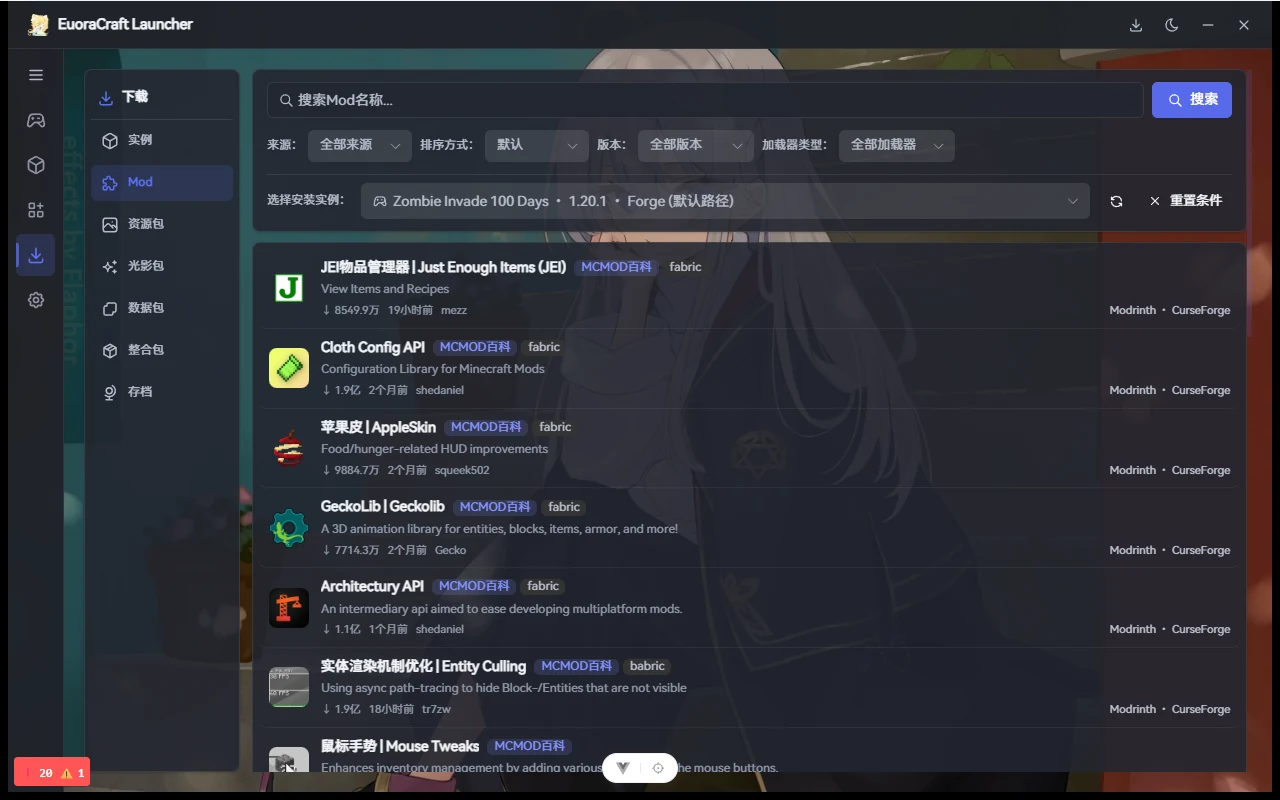 EuoraCraft Launcher
下载
实例
Mod
资源包
光影包
数据包
整合包
存档
搜索Mod名称...
搜索
来源： 全部来源 排序方式： 默认 版本： 全部版本 加载器类型： 全部加载器
选择安装实例： Zombie Invade 100 Days • 1.20.1 • Forge (默认路径) 重置条件
JEI物品管理器 | Just Enough Items (JEI) MCMOD百科 fabric
View Items and Recipes
↓ 8549.9万 19小时前 mezz
Modrinth • CurseForge
Cloth Config API MCMOD百科 fabric
Configuration Library for Minecraft Mods
↓ 1.9亿 2个月前 shedaniel
Modrinth • CurseForge
苹果皮 | AppleSkin MCMOD百科 fabric
Food/hunger-related HUD improvements
↓ 9884.7万 2个月前 squeek502
Modrinth • CurseForge
GeckoLib | Geckolib MCMOD百科 fabric
A 3D animation library for entities, blocks, items, armor, and more!
↓ 7714.3万 2个月前 Gecko
Modrinth • CurseForge
Architectury API MCMOD百科 fabric
An intermediary api aimed to ease developing multiplatform mods.
↓ 1.1亿 1个月前 shedaniel
Modrinth • CurseForge
实体渲染机制优化 | Entity Culling MCMOD百科 babric
Using async path-tracing to hide Block-/Entities that are not visible
↓ 1.9亿 18小时前 tr7zw
Modrinth • CurseForge
鼠标手势 | Mouse Tweaks MCMOD百科
Enhances inventory management by adding various he mouse buttons.
20 1
effects by Elanhor